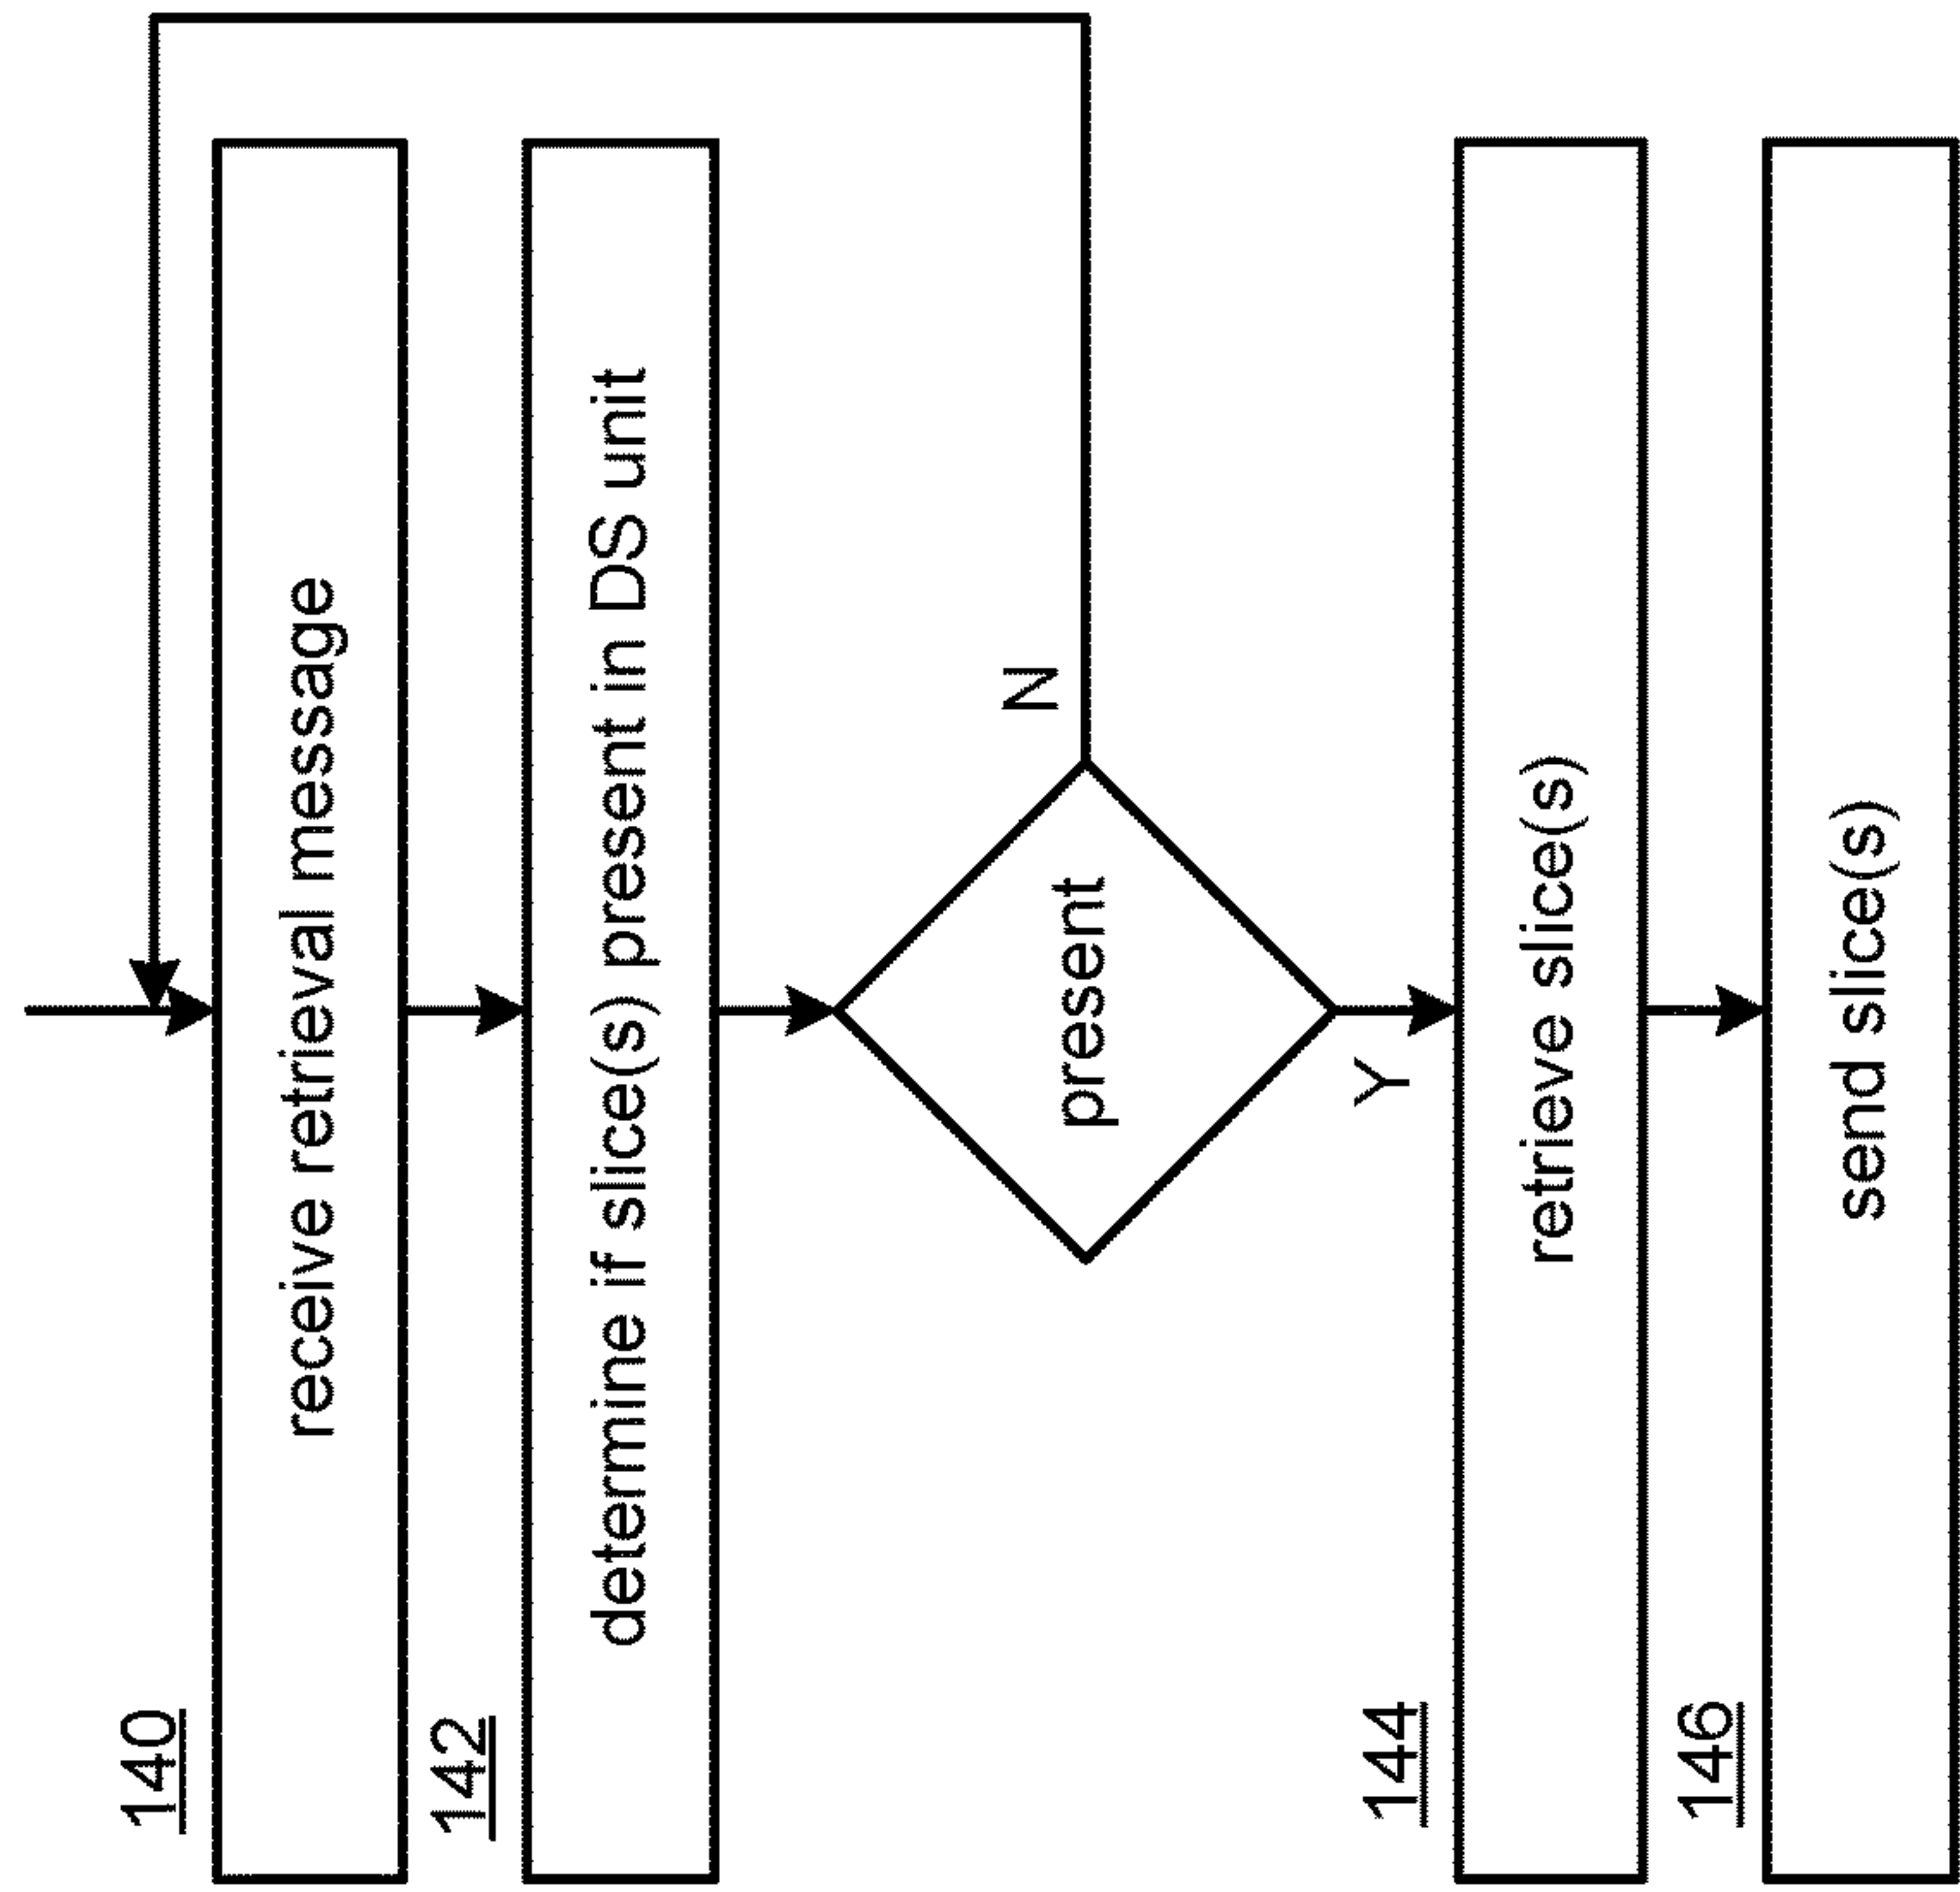 140
receive retrieval message
142
determine if slice(s) present in DS unit
present
N
Y
144
retrieve slice(s)
146
send slice(s)